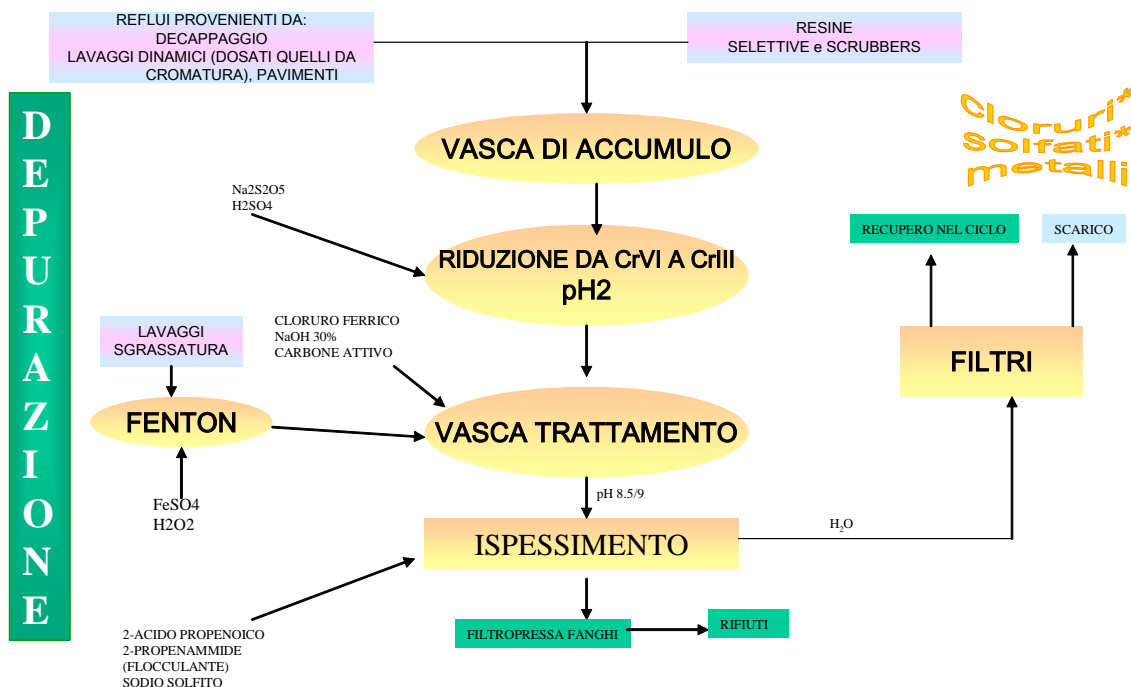 REFLUI PROVENIENTI DA:
DECAPPAGGIO
LAVAGGI DINAMICI (DOSATI QUELLI DA
CROMATURA), PAVIMENTI
RESINE
SELETTIVE e SCRUBBERS
DEPURAZIONE
Cloruri*
Solfati*
metalli
VASCA DI ACCUMULO
Na2S2O5
H2SO4
RIDUZIONE DA CrVI A CrIII
pH2
RECUPERO NEL CICLO
SCARICO
LAVAGGI
SGRASSATURA
CLORURO FERRICO
NaOH 30%
CARBONE ATTIVO
FILTRI
FENTON
VASCA TRATTAMENTO
FeSO4
H2O2
pH 8.5/9
ISPESSIMENTO
H₂O
2-ACIDO PROPENOICO
2-PROPENAMMIDE
(FLOCCULANTE)
SODIO SOLFITO
FILTROPRESSA FANGHI
RIFIUTI